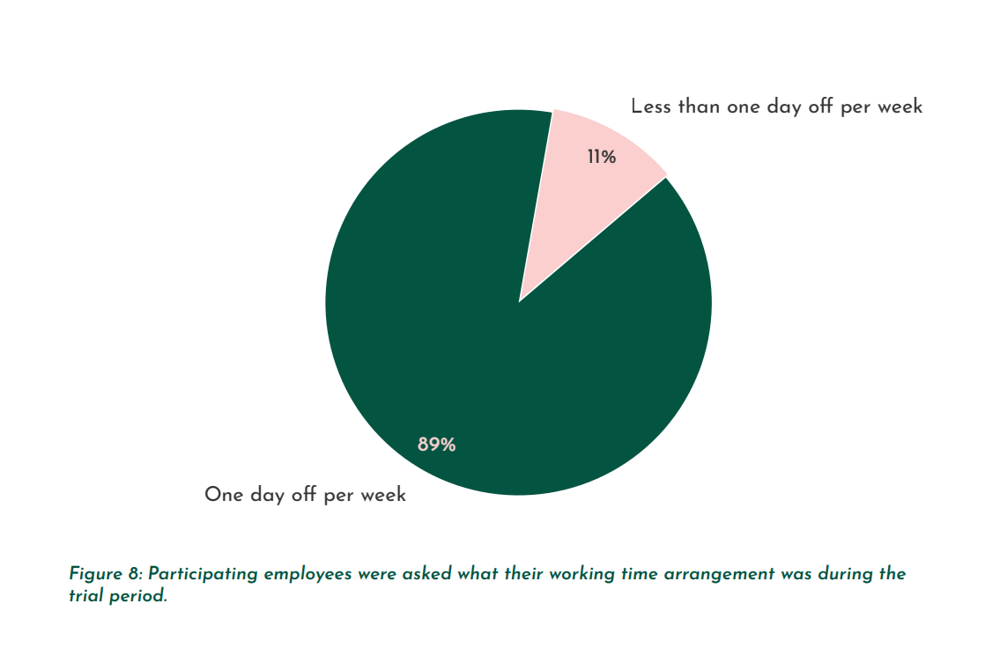 Less than one day off per week
11%
89%
One day off per week
Figure 8: Participating employees were asked what their working time arrangement was during the
trial period.